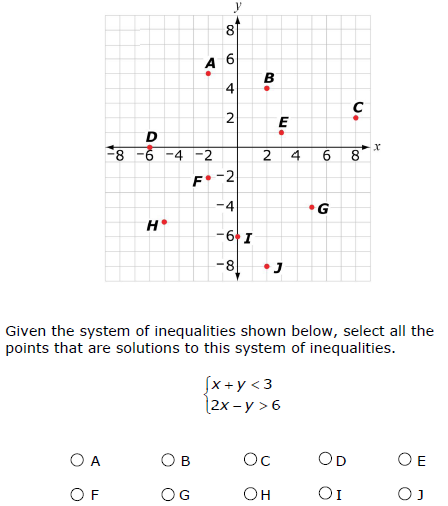 y
8
A 6
B
4
C
2
E
D
-8 -6 -4 -2 2 4 6 8 x
F -2
-4
G
H
-6 I
-8
J
Given the system of inequalities shown below, select all the
points that are solutions to this system of inequalities.
{x + y < 3
2x – y > 6
A B C D E
F G H I J